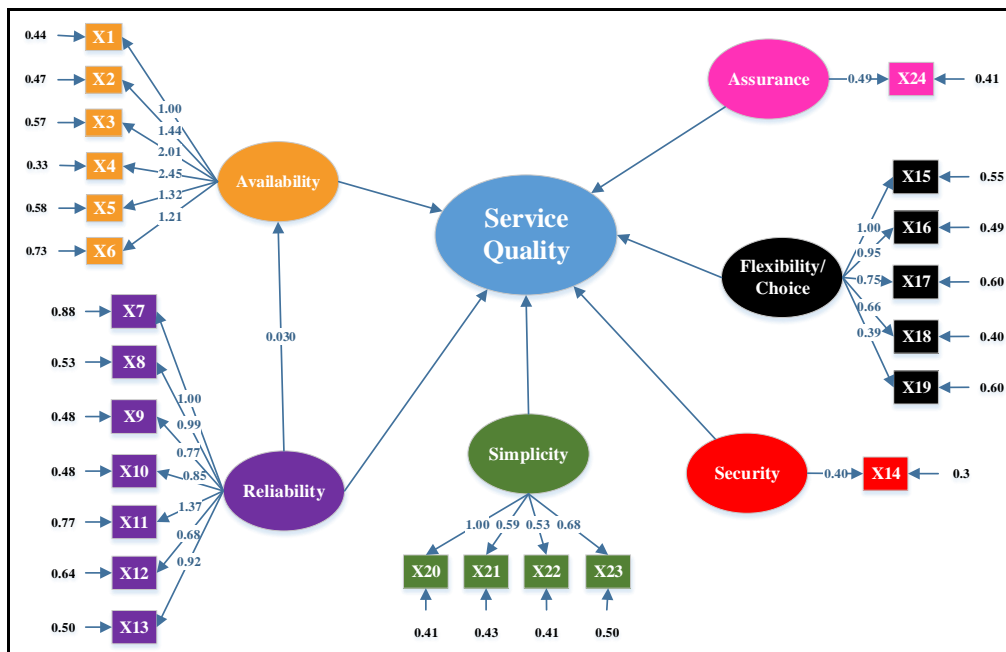 0.44
X1
0.47
X2
0.57
X3
0.33
X4
0.58
X5
0.73
X6
1.00
1.44
2.01
2.45
1.32
1.21
Availability
0.030
0.88
X7
0.53
X8
0.48
X9
0.48
X10
0.77
X11
0.64
X12
0.50
X13
1.00
0.99
0.77
0.85
1.37
0.68
0.92
Reliability
Service
Quality
Simplicity
1.00
0.59
0.53
0.68
X20
X21
X22
X23
0.41
0.43
0.41
0.50
Assurance
0.49
X24
0.41
Flexibility/
Choice
1.00
0.95
0.75
0.66
0.39
X15
0.55
X16
0.49
X17
0.60
X18
0.40
X19
0.60
Security
0.40
X14
0.3